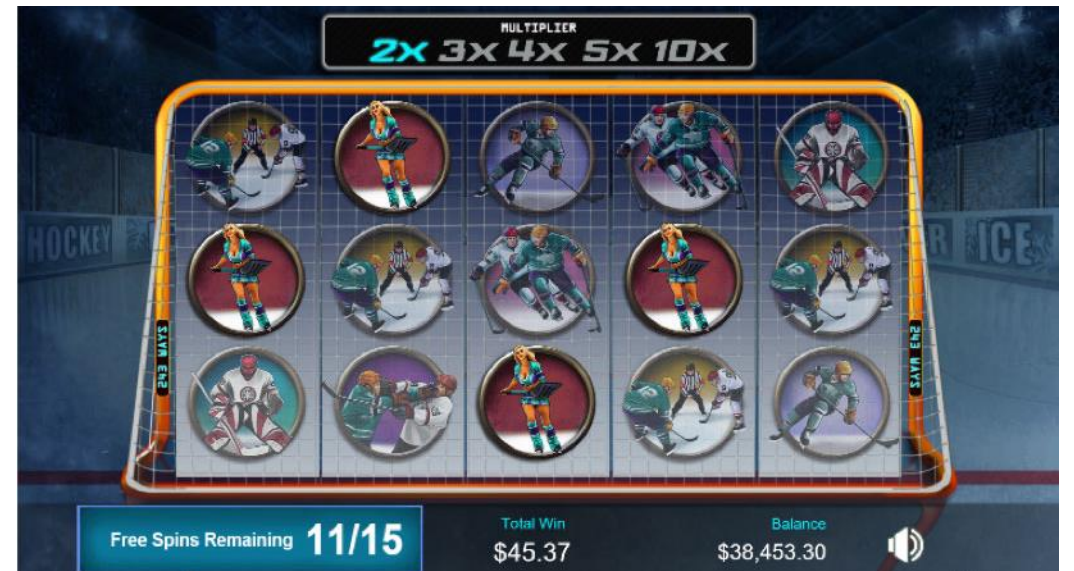 MULTIPLIER
2x 3x 4x 5x 10x
HOCKEY
ICE
243 WAYS
243 WAYS
Free Spins Remaining 11/15
Total Win
$45.37
Balance
$38,453.30